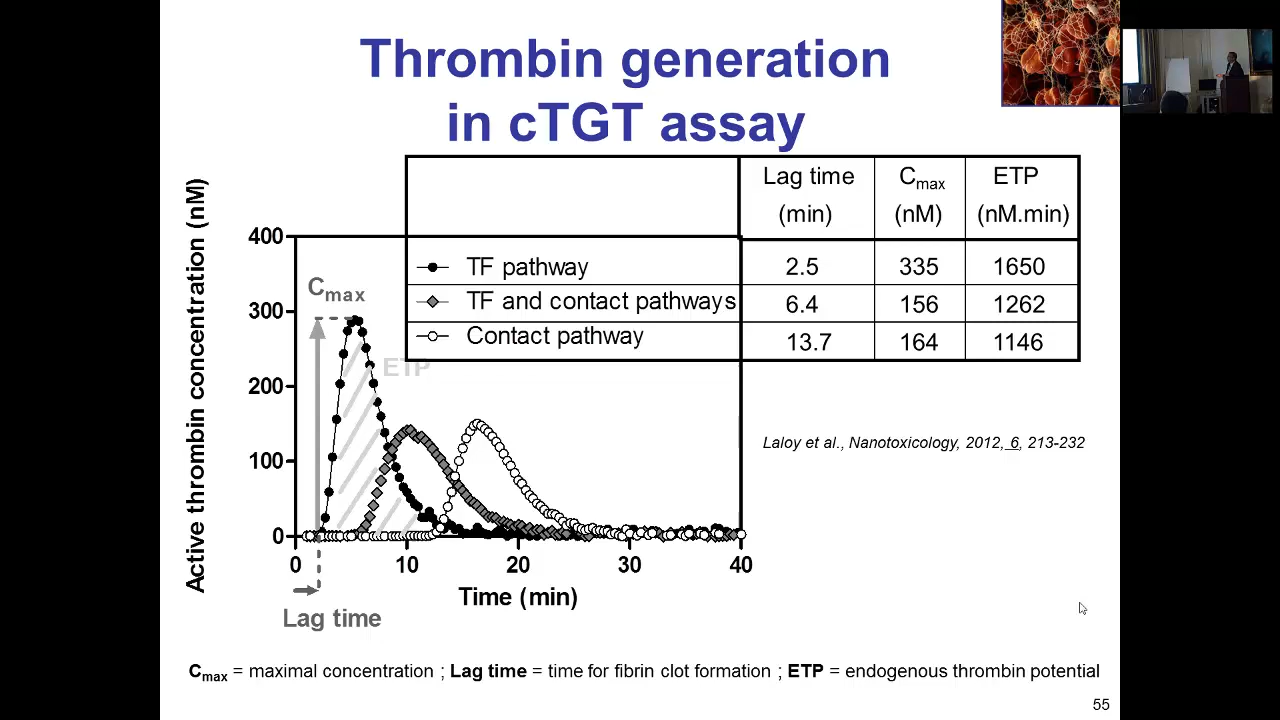 Thrombin generation
in cTGT assay
Lag time
(min)
Cmax
(nM)
ETP
(nM.min)
TF pathway 2.5 335 1650
TF and contact pathways 6.4 156 1262
Contact pathway 13.7 164 1146
Active thrombin concentration (nM)
400
300
200
100
0
Cmax
ETP
0 10 20 30 40
Time (min)
Lag time
Laloy et al., Nanotoxicology, 2012, 6, 213-232
Cmax = maximal concentration ; Lag time = time for fibrin clot formation ; ETP = endogenous thrombin potential
55